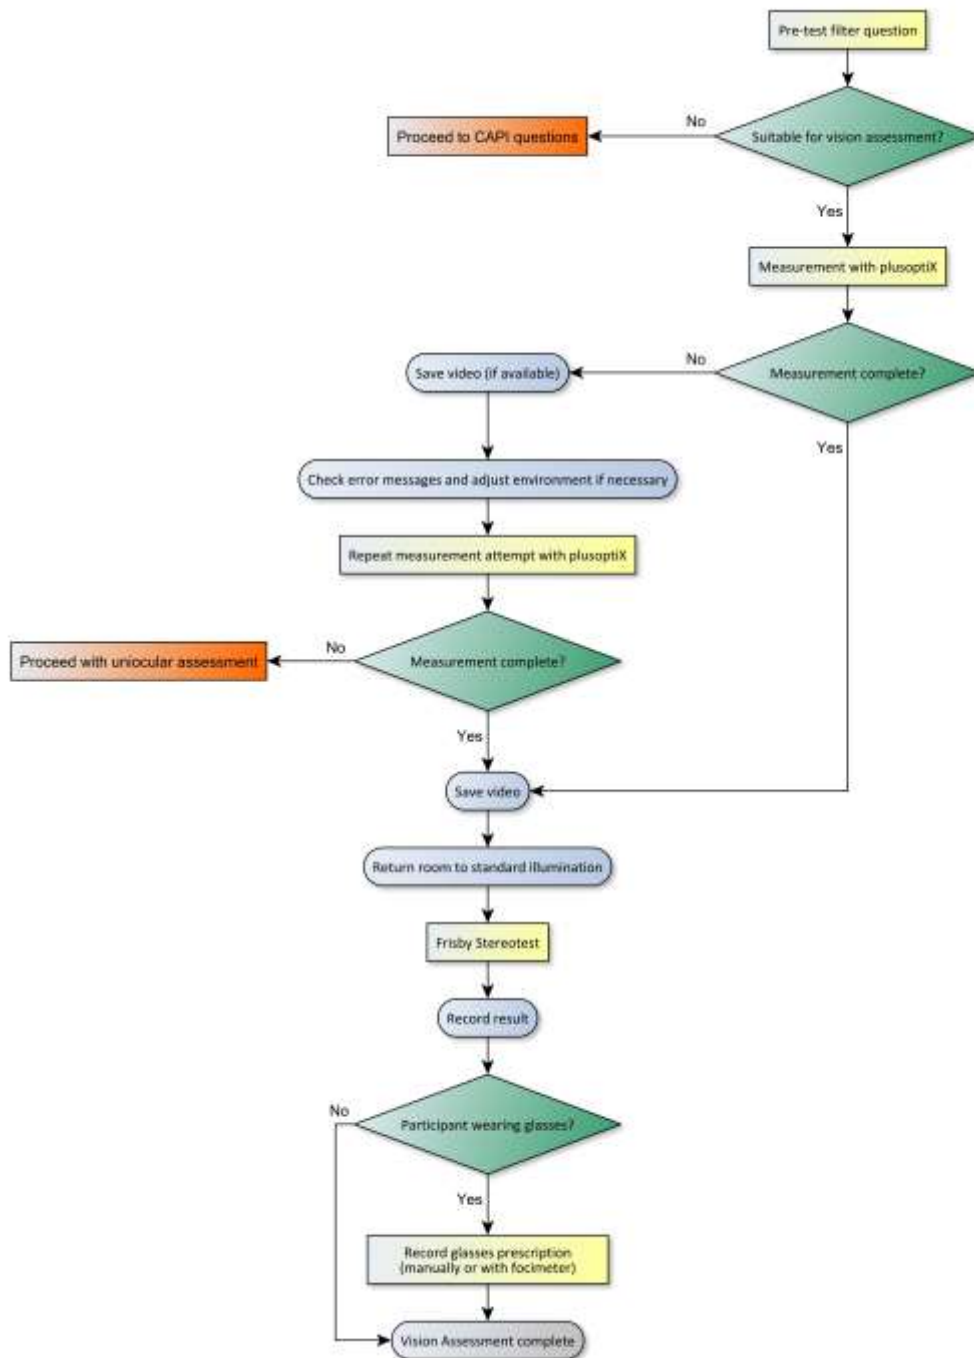 Pre-test filter question
No
Proceed to CAPI questions
Suitable for vision assessment?
Yes
Measurement with plusoptiX
No
Save video (if available)
Measurement complete?
Yes
Check error messages and adjust environment if necessary
Repeat measurement attempt with plusoptiX
No
Proceed with uniocular assessment
Measurement complete?
Yes
Save video
Return room to standard illumination
Frisby Stereotest
Record result
No
Participant wearing glasses?
Yes
Record glasses prescription
(manually or with focimeter)
Vision Assessment complete